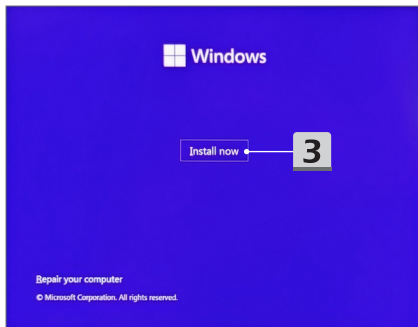 Windows
Install now
3
Repair your computer
© Microsoft Corporation. All rights reserved.